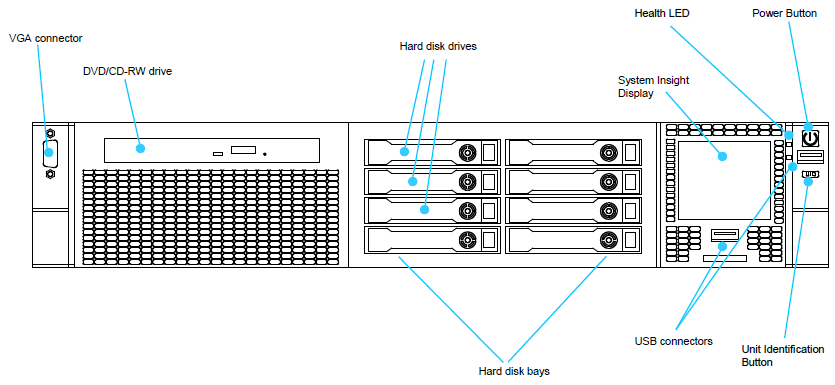 Health LED
Power Button
VGA connector
Hard disk drives
DVD/CD-RW drive
System Insight
Display
USB connectors
Unit Identification
Button
Hard disk bays